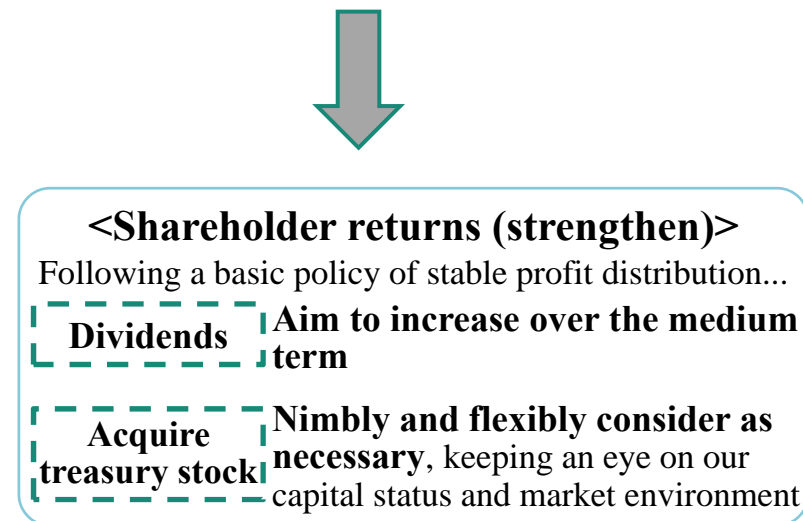 <Shareholder returns (strengthen)>
Following a basic policy of stable profit distribution...
Dividends
Aim to increase over the medium
term
Acquire
treasury stock
Nimbly and flexibly consider as
necessary, keeping an eye on our
capital status and market environment